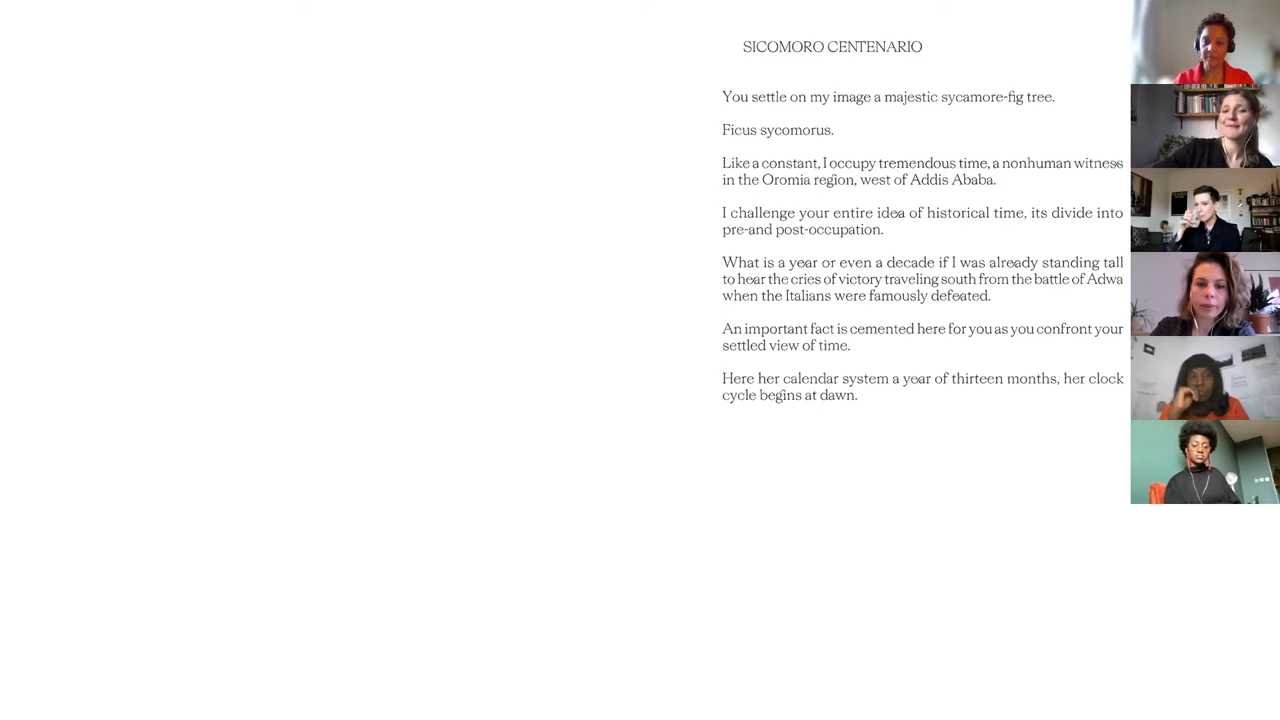 SICOMORO CENTENARIO
You settle on my image a majestic sycamore-fig tree.
Ficus sycomorus.
Like a constant, I occupy tremendous time, a nonhuman witness
in the Oromia region, west of Addis Ababa.
I challenge your entire idea of historical time, its divide into
pre-and post-occupation.
What is a year or even a decade if I was already standing tall
to hear the cries of victory traveling south from the battle of Adwa
when the Italians were famously defeated.
An important fact is cemented here for you as you confront your
settled view of time.
Here her calendar system a year of thirteen months, her clock
cycle begins at dawn.